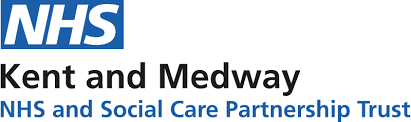 NHS
Kent and Medway
NHS and Social Care Partnership Trust